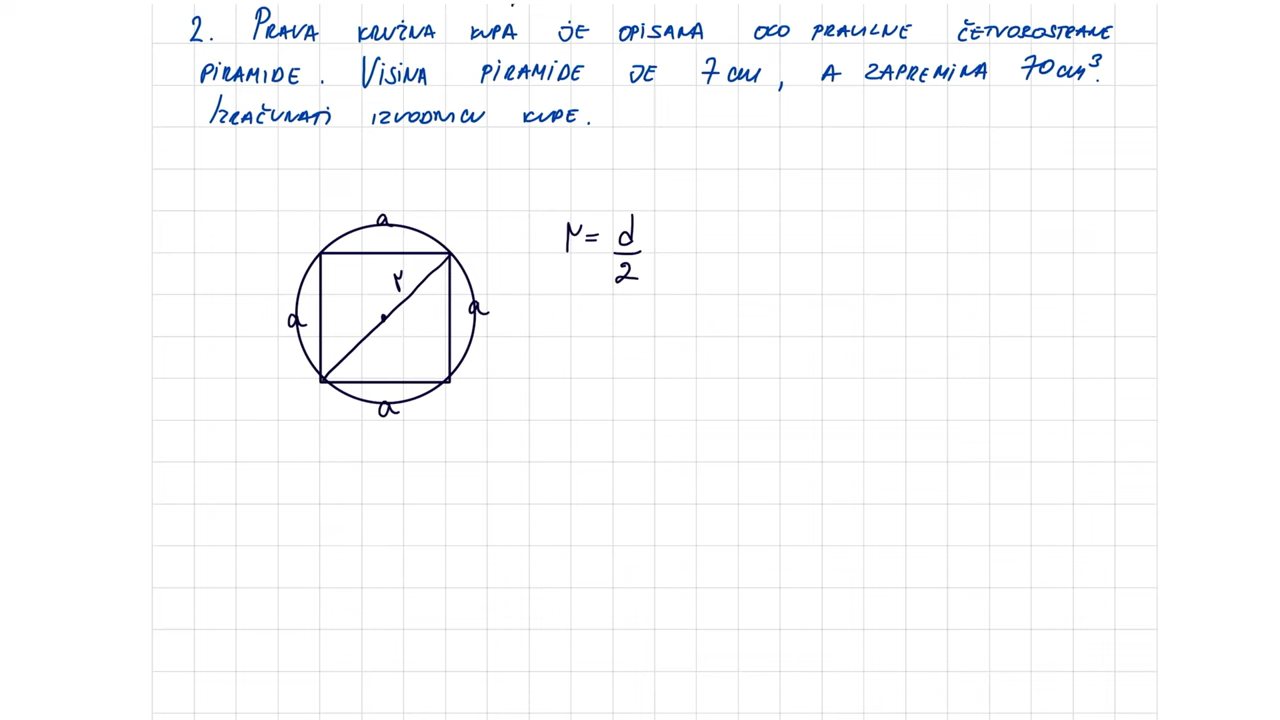 2. PRAVA KRUŽNA KUPA JE OPISANA OKO PRAVILNE ČETVOROSTRANE
PIRAMIDE. VISINA PIRAMIDE JE 7 cm, A ZAPREMINA 70 cm³.
IZRAČUNATI IZVODNICU KUPE.
a
r = d/2
r
a
a
a